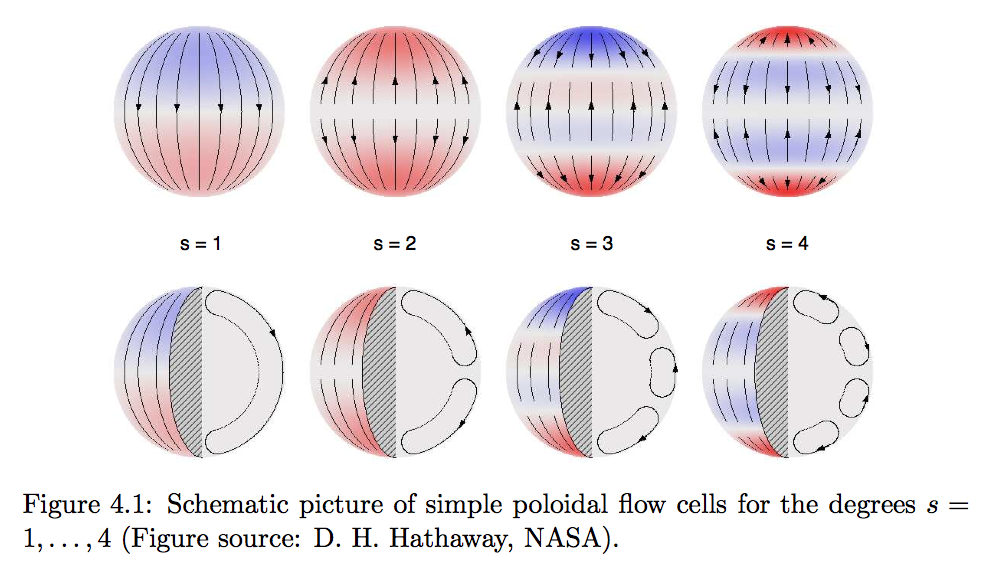 s = 1
s = 2
s = 3
s = 4
Figure 4.1: Schematic picture of simple poloidal flow cells for the degrees s =
1, . . . , 4 (Figure source: D. H. Hathaway, NASA).